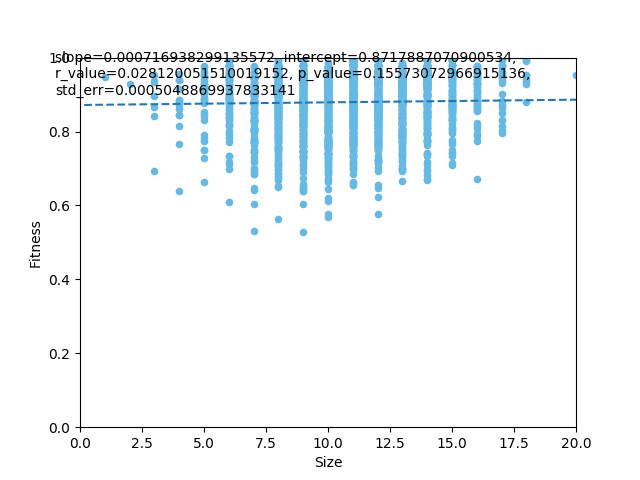 slope=0.000716938299135572, intercept=0.8717887070900534,
r_value=0.028120051510019152, p_value=0.15573072966915136,
std_err=0.0005048869937833141
1.0
0.8
0.6
0.4
0.2
0.0
Fitness
0.0 2.5 5.0 7.5 10.0 12.5 15.0 17.5 20.0
Size